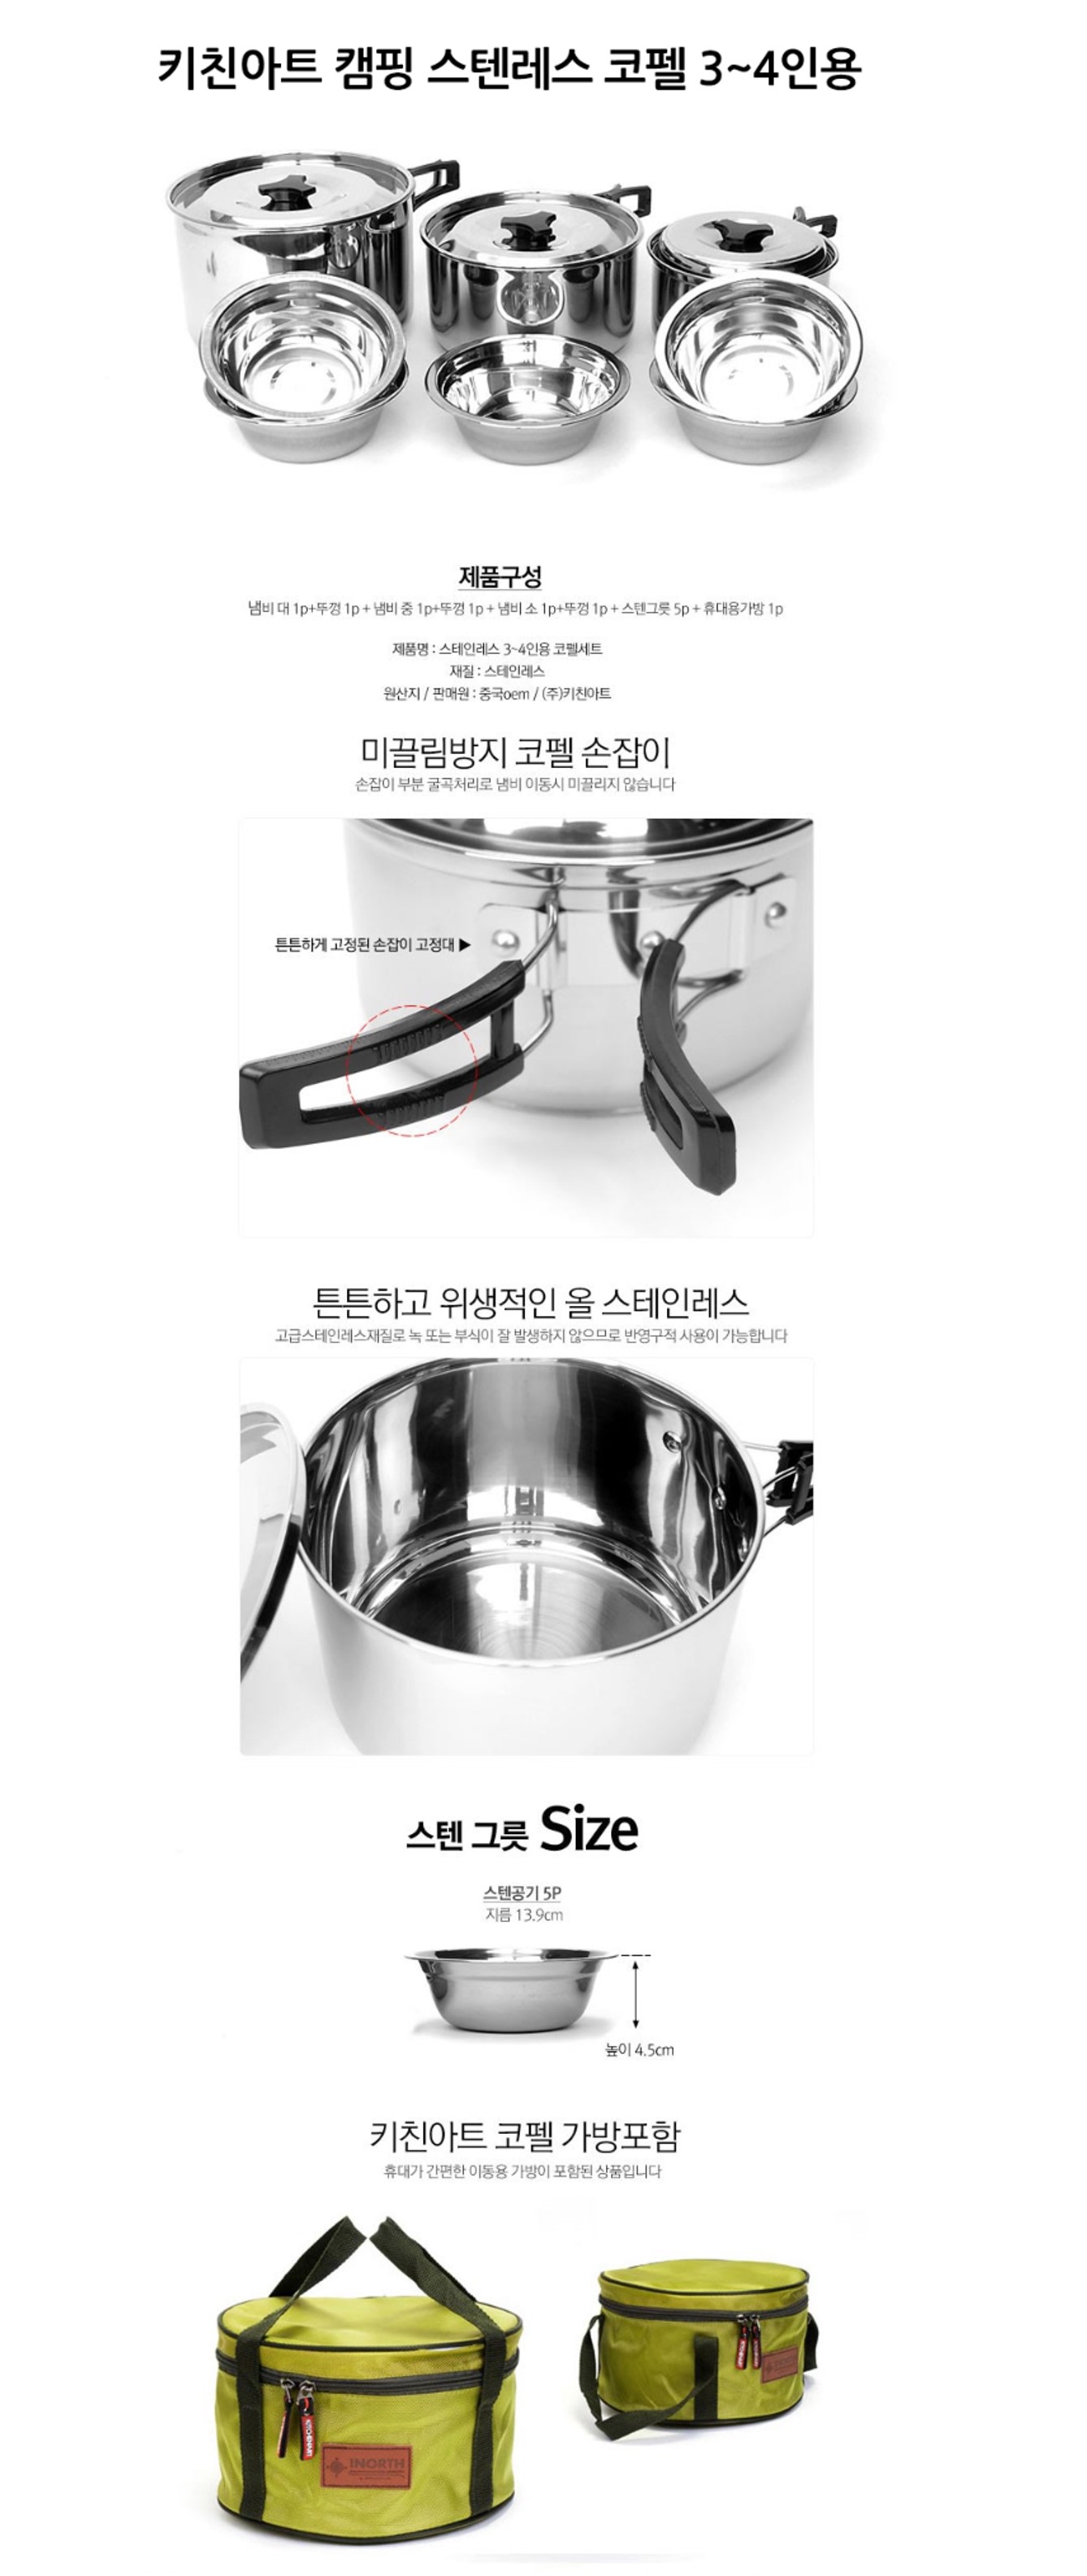 키친아트 캠핑 스텐레스 코펠 3~4인용
제품구성
냄비 대 1p+뚜껑 1p + 냄비 중 1p+뚜껑 1p + 냄비 소 1p+뚜껑 1p + 스텐그릇 5p + 휴대용가방 1p
제품명 : 스테인레스 3~4인용 코펠세트
재질 : 스테인레스
원산지 / 판매원 : 중국oem / (주)키친아트
미끌림방지 코펠 손잡이
손잡이 부분 굴곡처리로 냄비 이동시 미끌리지 않습니다
튼튼하게 고정된 손잡이 고정대 ▶
튼튼하고 위생적인 올 스테인레스
고급스테인레스재질로 녹 또는 부식이 잘 발생하지 않으므로 반영구적 사용이 가능합니다
스텐 그릇 Size
스텐공기 5P
지름 13.9cm
높이 4.5cm
키친아트 코펠 가방포함
휴대가 간편한 이동용 가방이 포함된 상품입니다
INORTH